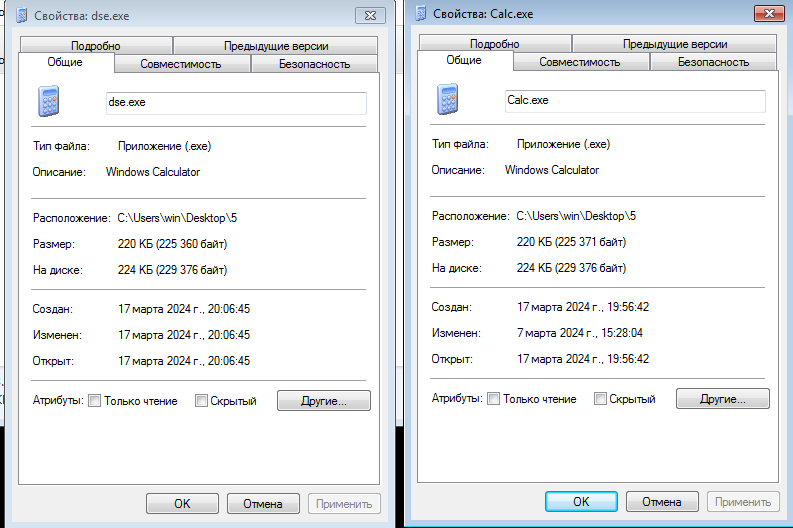 Свойства: dse.exe
Подробно
Предыдущие версии
Общие
Совместимость
Безопасность
dse.exe
Тип файла: Приложение (.exe)
Описание: Windows Calculator
Расположение: C:\Users\win\Desktop\5
Размер: 220 КБ (225 360 байт)
На диске: 224 КБ (229 376 байт)
Создан: 17 марта 2024 г., 20:06:45
Изменен: 17 марта 2024 г., 20:06:45
Открыт: 17 марта 2024 г., 20:06:45
Атрибуты: Только чтение Скрытый Другие...
OK Отмена Применить
Свойства: Calc.exe
Подробно
Предыдущие версии
Общие
Совместимость
Безопасность
Calc.exe
Тип файла: Приложение (.exe)
Описание: Windows Calculator
Расположение: C:\Users\win\Desktop\5
Размер: 220 КБ (225 371 байт)
На диске: 224 КБ (229 376 байт)
Создан: 17 марта 2024 г., 19:56:42
Изменен: 7 марта 2024 г., 15:28:04
Открыт: 17 марта 2024 г., 19:56:42
Атрибуты: Только чтение Скрытый Другие...
OK Отмена Применить